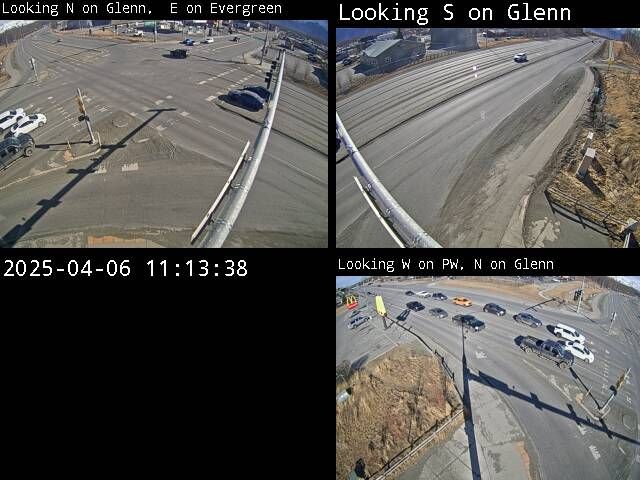 Looking N on Glenn,  E on Evergreen
Looking S on Glenn
2025-04-06 11:13:38
Looking W on PW, N on Glenn